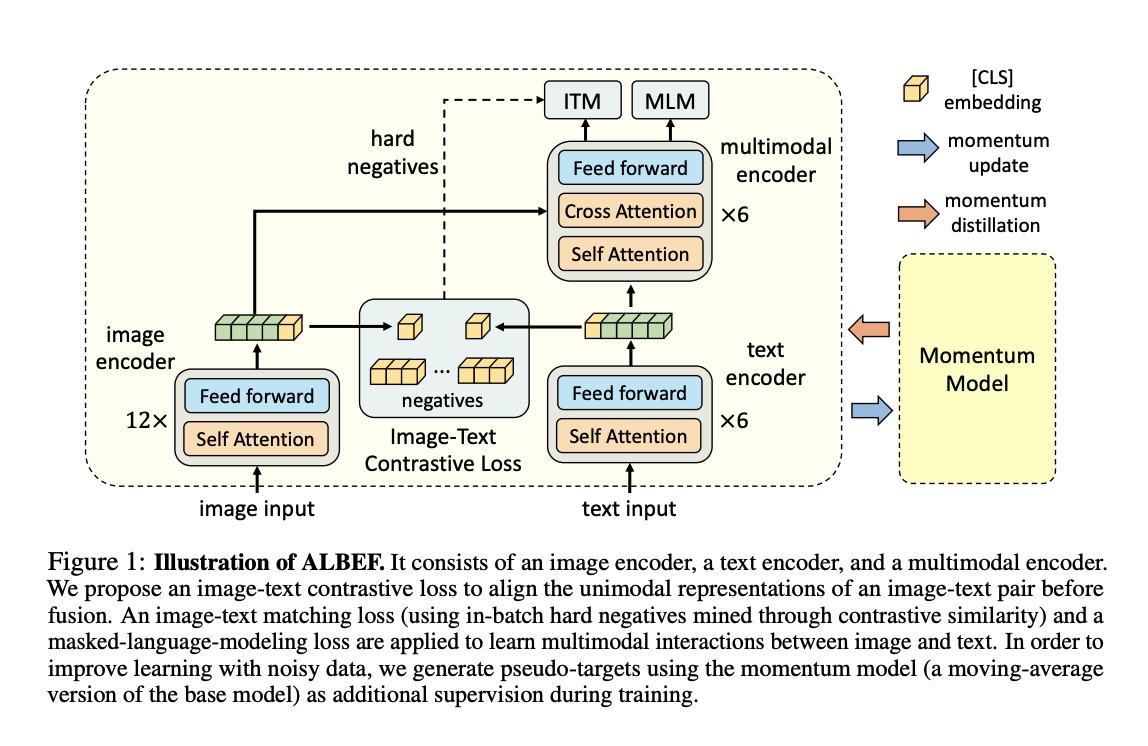 ITM
MLM
hard
negatives
multimodal
encoder
Feed forward
Cross Attention
Self Attention
×6
image
encoder
Feed forward
Self Attention
12×
...
negatives
Image-Text
Contrastive Loss
text
encoder
Feed forward
Self Attention
×6
image input
text input
[CLS]
embedding
momentum
update
momentum
distillation
Momentum
Model
Figure 1: Illustration of ALBEF. It consists of an image encoder, a text encoder, and a multimodal encoder.
We propose an image-text contrastive loss to align the unimodal representations of an image-text pair before
fusion. An image-text matching loss (using in-batch hard negatives mined through contrastive similarity) and a
masked-language-modeling loss are applied to learn multimodal interactions between image and text. In order to
improve learning with noisy data, we generate pseudo-targets using the momentum model (a moving-average
version of the base model) as additional supervision during training.